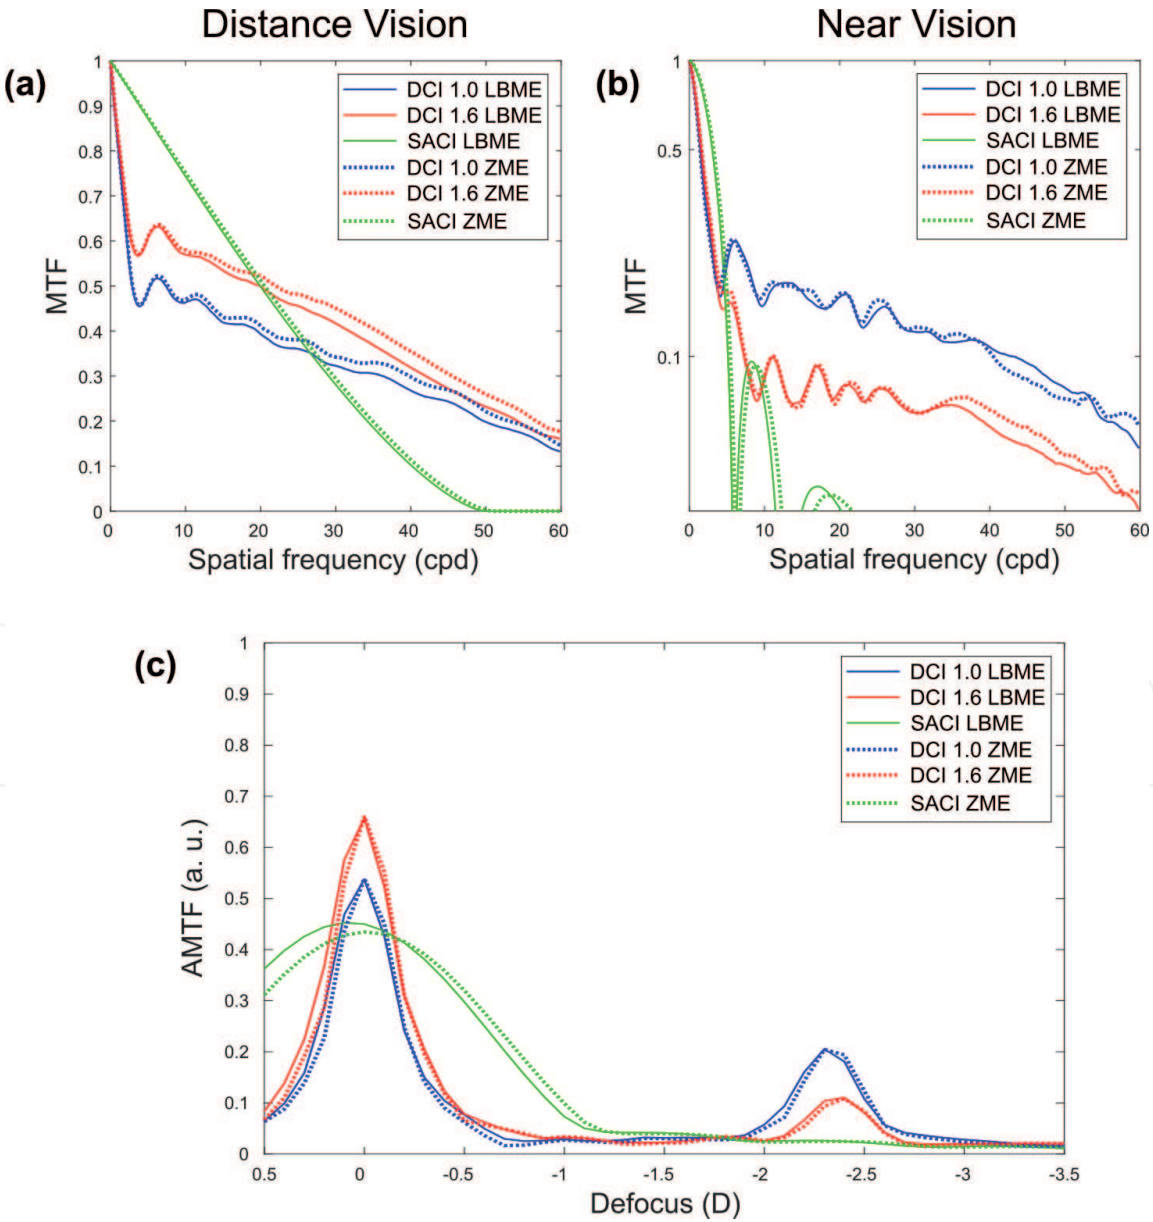 Distance Vision
Near Vision
(a)
1
0.9
0.8
0.7
0.6
0.5
0.4
0.3
0.2
0.1
0
MTF
DCI 1.0 LBME
DCI 1.6 LBME
SACI LBME
DCI 1.0 ZME
DCI 1.6 ZME
SACI ZME
0 10 20 30 40 50 60
Spatial frequency (cpd)
(b)
1
0.5
0.1
MTF
DCI 1.0 LBME
DCI 1.6 LBME
SACI LBME
DCI 1.0 ZME
DCI 1.6 ZME
SACI ZME
0 10 20 30 40 50 60
Spatial frequency (cpd)
(c)
1
0.9
0.8
0.7
0.6
0.5
0.4
0.3
0.2
0.1
0
AMTF (a. u.)
DCI 1.0 LBME
DCI 1.6 LBME
SACI LBME
DCI 1.0 ZME
DCI 1.6 ZME
SACI ZME
0.5 0 -0.5 -1 -1.5 -2 -2.5 -3 -3.5
Defocus (D)